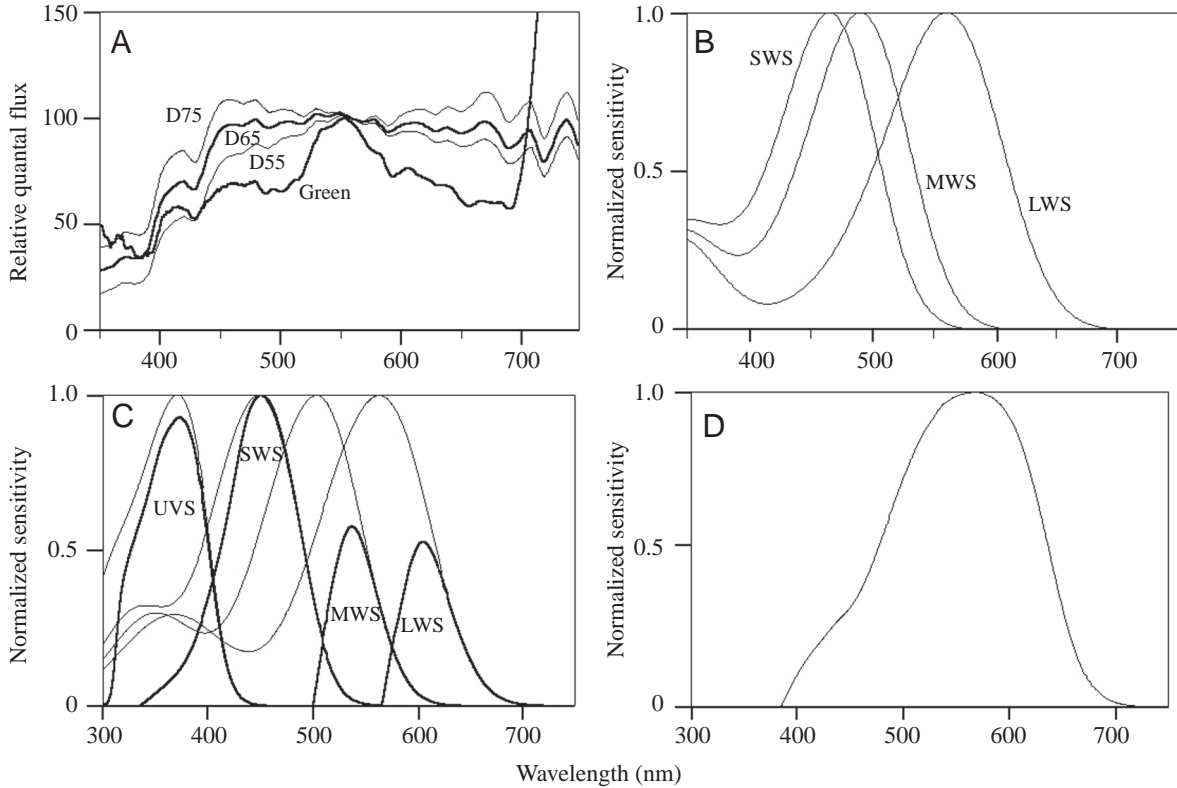 150
A
100
50
0
Relative quantal flux
D75
D65
D55
Green
400
500
600
700
1.0
B
0.5
0
Normalized sensitivity
SWS
MWS
LWS
400
500
600
700
1.0
C
0.5
0
Normalized sensitivity
UVS
SWS
MWS
LWS
300
400
500
600
700
1.0
D
0.5
0
Normalized sensitivity
300
400
500
600
700
Wavelength (nm)